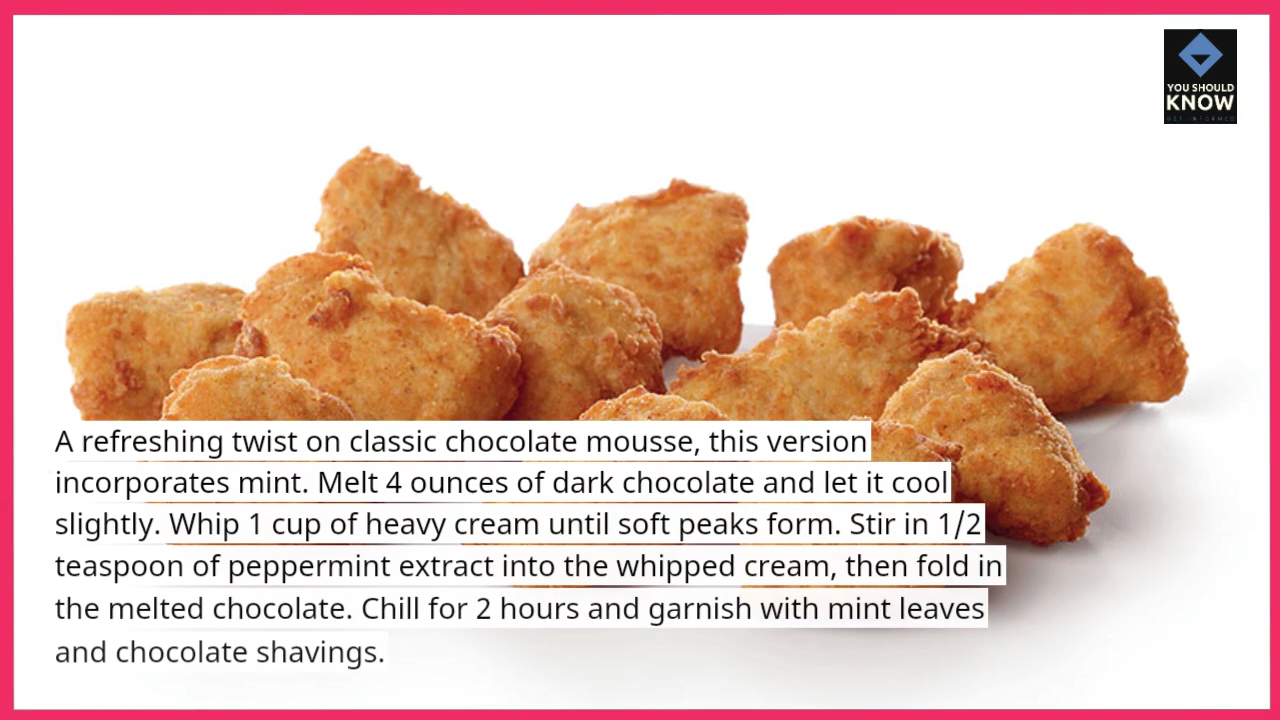 YOU SHOULD
KNOW
GET INFORMED
A refreshing twist on classic chocolate mousse, this version
incorporates mint. Melt 4 ounces of dark chocolate and let it cool
slightly. Whip 1 cup of heavy cream until soft peaks form. Stir in 1/2
teaspoon of peppermint extract into the whipped cream, then fold in
the melted chocolate. Chill for 2 hours and garnish with mint leaves
and chocolate shavings.